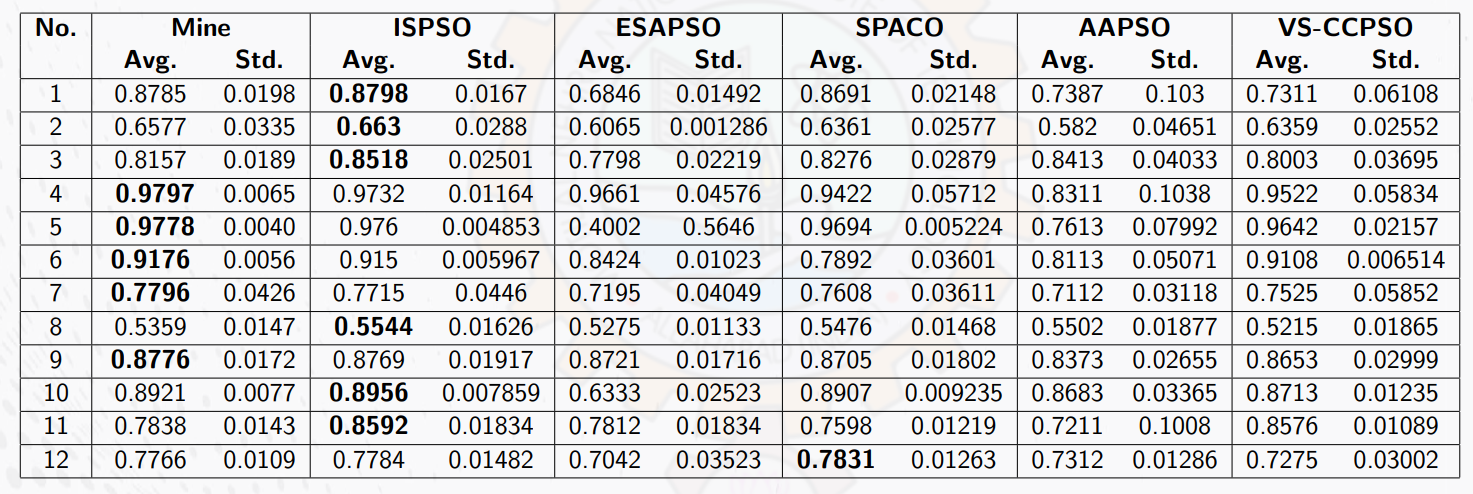 No. Mine ISPSO ESAPSO SPACO AAPSO VS-CCPSO
Avg. Std. Avg. Std. Avg. Std. Avg. Std. Avg. Std. Avg. Std.
1 0.8785 0.0198 0.8798 0.0167 0.6846 0.01492 0.8691 0.02148 0.7387 0.103 0.7311 0.06108
2 0.6577 0.0335 0.663 0.0288 0.6065 0.001286 0.6361 0.02577 0.582 0.04651 0.6359 0.02552
3 0.8157 0.0189 0.8518 0.02501 0.7798 0.02219 0.8276 0.02879 0.8413 0.04033 0.8003 0.03695
4 0.9797 0.0065 0.9732 0.01164 0.9661 0.04576 0.9422 0.05712 0.8311 0.1038 0.9522 0.05834
5 0.9778 0.0040 0.976 0.004853 0.4002 0.5646 0.9694 0.005224 0.7613 0.07992 0.9642 0.02157
6 0.9176 0.0056 0.915 0.005967 0.8424 0.01023 0.7892 0.03601 0.8113 0.05071 0.9108 0.006514
7 0.7796 0.0426 0.7715 0.0446 0.7195 0.04049 0.7608 0.03611 0.7112 0.03118 0.7525 0.05852
8 0.5359 0.0147 0.5544 0.01626 0.5275 0.01133 0.5476 0.01468 0.5502 0.01877 0.5215 0.01865
9 0.8776 0.0172 0.8769 0.01917 0.8721 0.01716 0.8705 0.01802 0.8373 0.02655 0.8653 0.02999
10 0.8921 0.0077 0.8956 0.007859 0.6333 0.02523 0.8907 0.009235 0.8683 0.03365 0.8713 0.01235
11 0.7838 0.0143 0.8592 0.01834 0.7812 0.01834 0.7598 0.01219 0.7211 0.1008 0.8576 0.01089
12 0.7766 0.0109 0.7784 0.01482 0.7042 0.03523 0.7831 0.01263 0.7312 0.01286 0.7275 0.03002